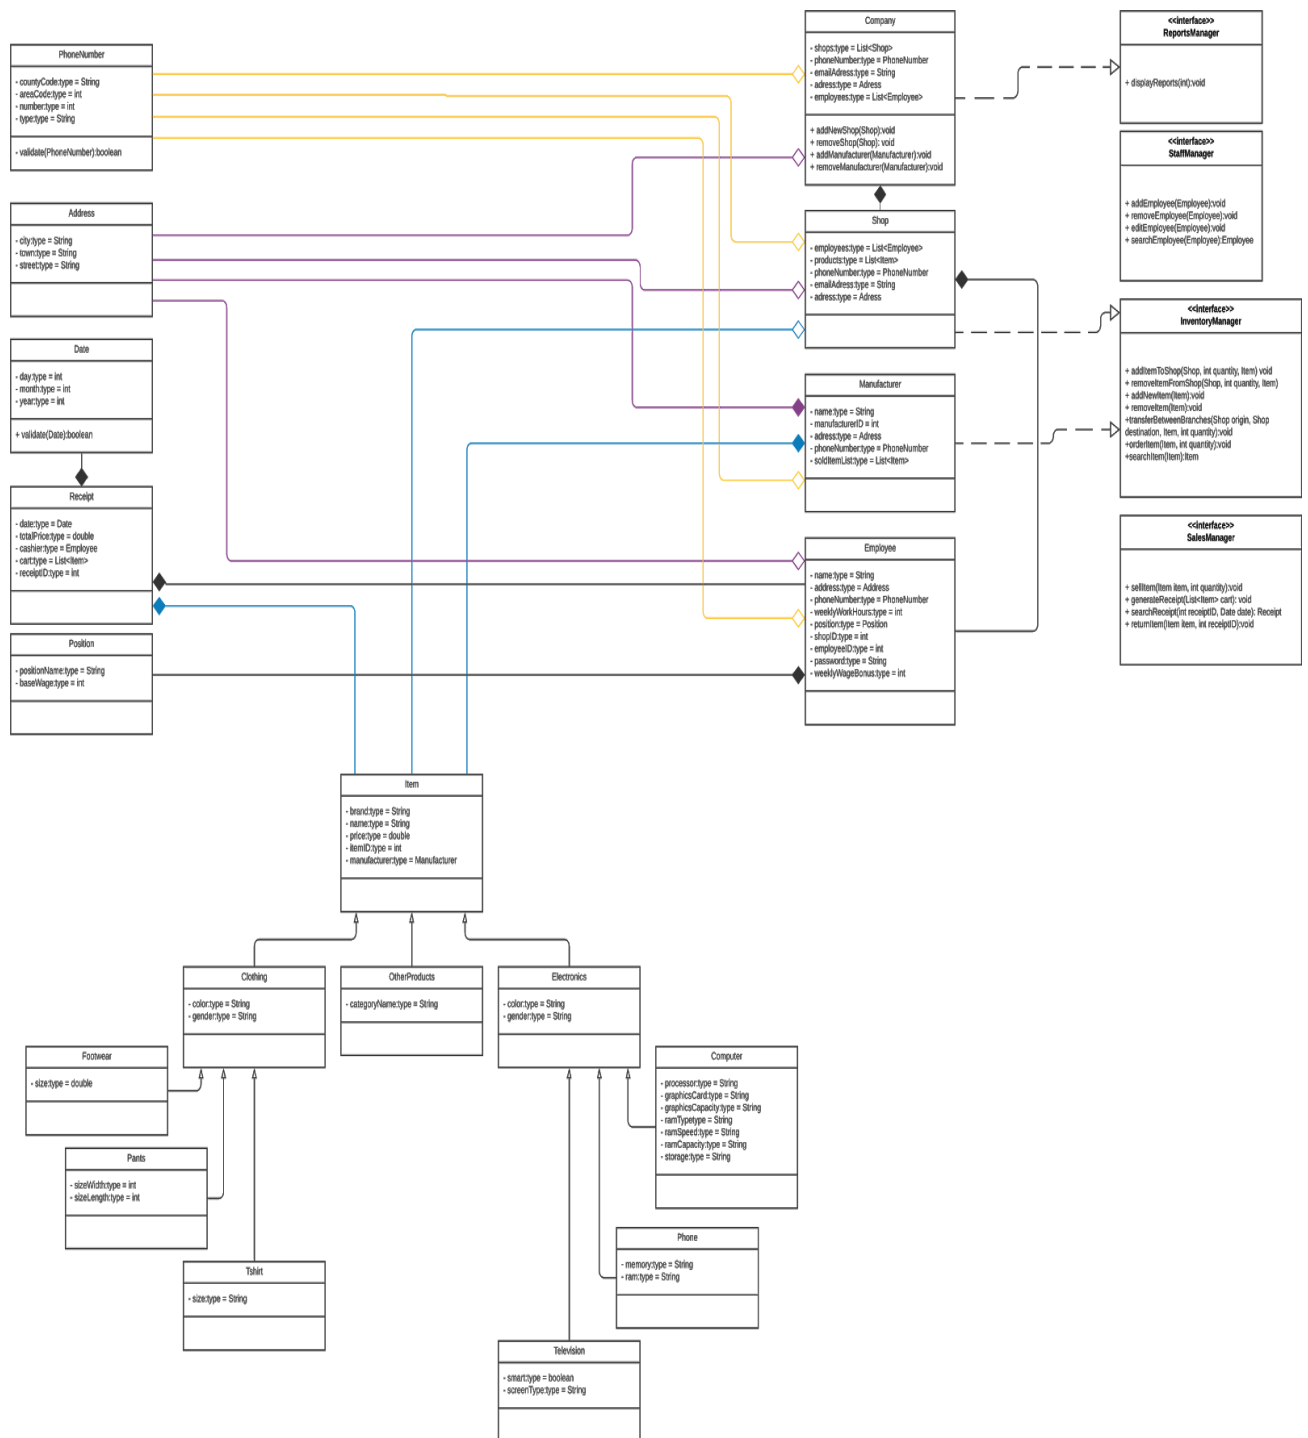 PhoneNumber
- countyCode:type = String
- areaCode:type = int
- number:type = int
- type:type = String
- validate(PhoneNumber):boolean
Address
- city:type = String
- town:type = String
- street:type = String
Date
- day:type = int
- month:type = int
- year:type = int
+ validate(Date):boolean
Receipt
- date:type = Date
- totalPrice:type = double
- cashier:type = Employee
- cart:type = List<Item>
- receiptID:type = int
Position
- positionName:type = String
- baseWage:type = int
Company
- shops:type = List<Shop>
- phoneNumber:type = PhoneNumber
- emailAdress:type = String
- adress:type = Adress
- employees:type = List<Employee>
+ addNewShop(Shop):void
+ removeShop(Shop): void
+ addManufacturer(Manufacturer):void
+ removeManufacturer(Manufacturer):void
Shop
- employees:type = List<Employee>
- products:type = List<Item>
- phoneNumber:type = PhoneNumber
- emailAdress:type = String
- adress:type = Adress
Manufacturer
- name:type = String
- manufacturerID = int
- adress:type = Adress
- phoneNumber:type = PhoneNumber
- soldItemList:type = List<Item>
Employee
- name:type = String
- address:type = Address
- phoneNumber:type = PhoneNumber
- weeklyWorkHours:type = int
- position:type = Position
- shopID:type = int
- employeeID:type = int
- password:type = String
- weeklyWageBonus:type = int
<<interface>>
ReportsManager
+ displayReports(int):void
<<interface>>
StaffManager
+ addEmployee(Employee):void
+ removeEmployee(Employee):void
+ editEmployee(Employee):void
+ searchEmployee(Employee):Employee
<<interface>>
InventoryManager
+ addItemToShop(Shop, int quantity, Item) void
+ removeItemFromShop(Shop, int quantity, Item)
+ addNewItem(Item):void
+ removeItem(Item):void
+transferBetweenBranches(Shop origin, Shop
destination, Item, int quantity):void
+orderItem(Item, int quantity):void
+searchItem(Item):Item
<<interface>>
SalesManager
+ sellItem(Item item, int quantity):void
+ generateReceipt(List<Item> cart): void
+ searchReceipt(int receiptID, Date date): Receipt
+ returnItem(Item item, int receiptID):void
Item
- brand:type = String
- name:type = String
- price:type = double
- itemID:type = int
- manufacturer:type = Manufacturer
Clothing
- color:type = String
- gender:type = String
OtherProducts
- categoryName:type = String
Electronics
- color:type = String
- gender:type = String
Footwear
- size:type = double
Pants
- sizeWidth:type = int
- sizeLength:type = int
Tshirt
- size:type = String
Computer
- processor:type = String
- graphicsCard:type = String
- graphicsCapacity:type = String
- ramTypetype = String
- ramSpeed:type = String
- ramCapacity:type = String
- storage:type = String
Phone
- memory:type = String
- ram:type = String
Television
- smart:type = boolean
- screenType:type = String